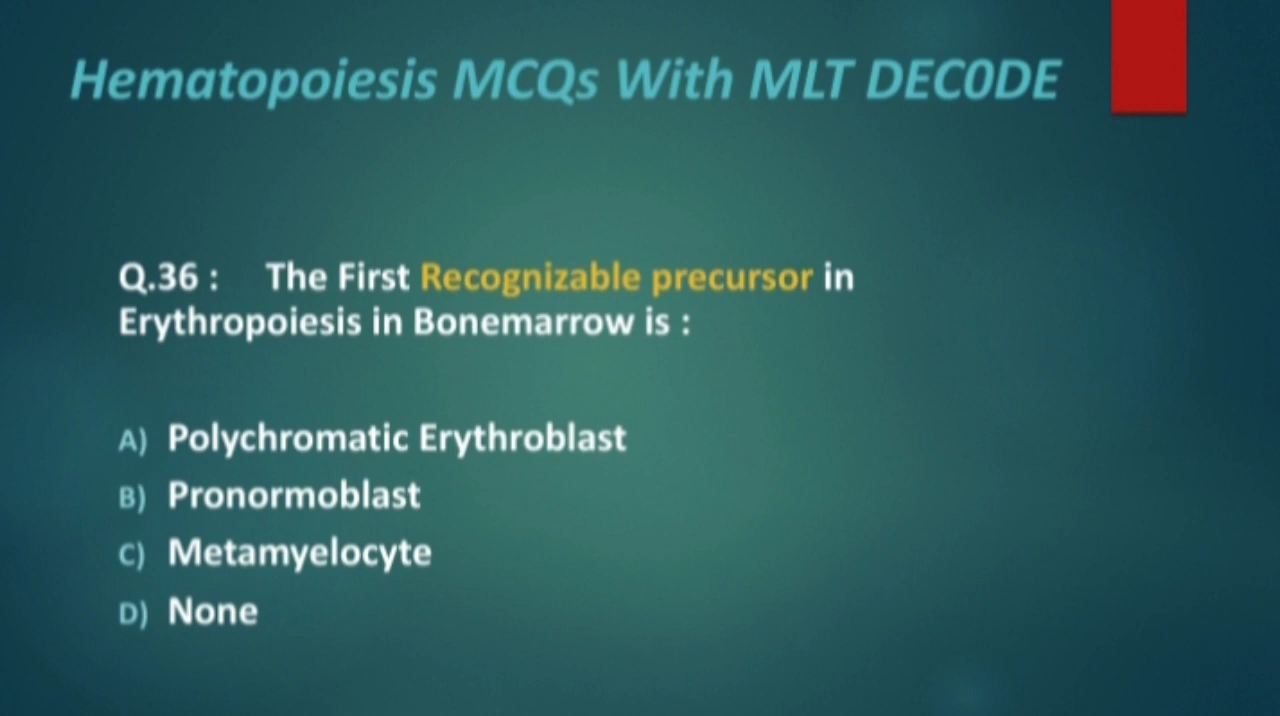 Hematopoiesis MCQs With MLT DEC0DE
Q.36 : The First Recognizable precursor in
Erythropoiesis in Bonemarrow is :
A) Polychromatic Erythroblast
B) Pronormoblast
C) Metamyelocyte
D) None